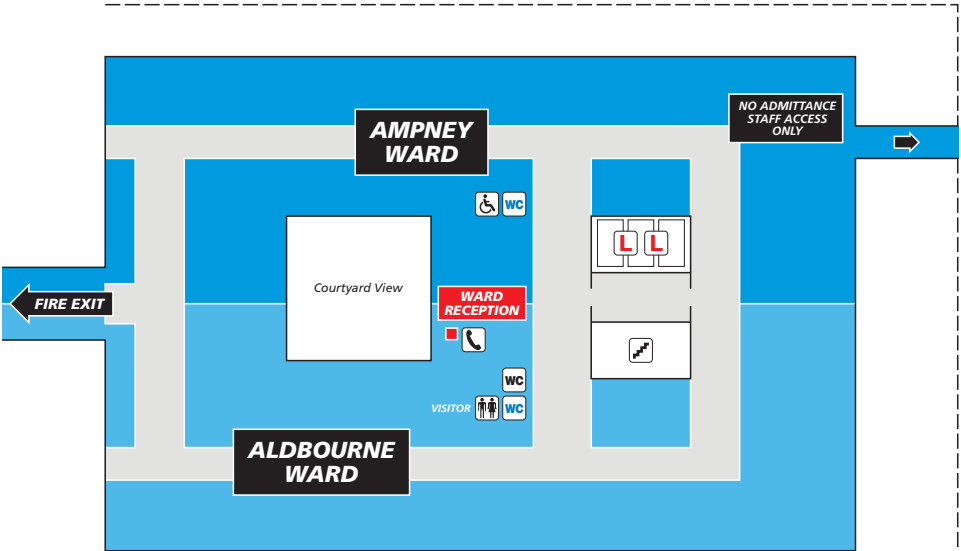 NO ADMITTANCE
STAFF ACCESS
ONLY
AMPNEY
WARD
WC
L L
Courtyard View
WARD
RECEPTION
FIRE EXIT
WC
VISITOR WC
ALDBOURNE
WARD